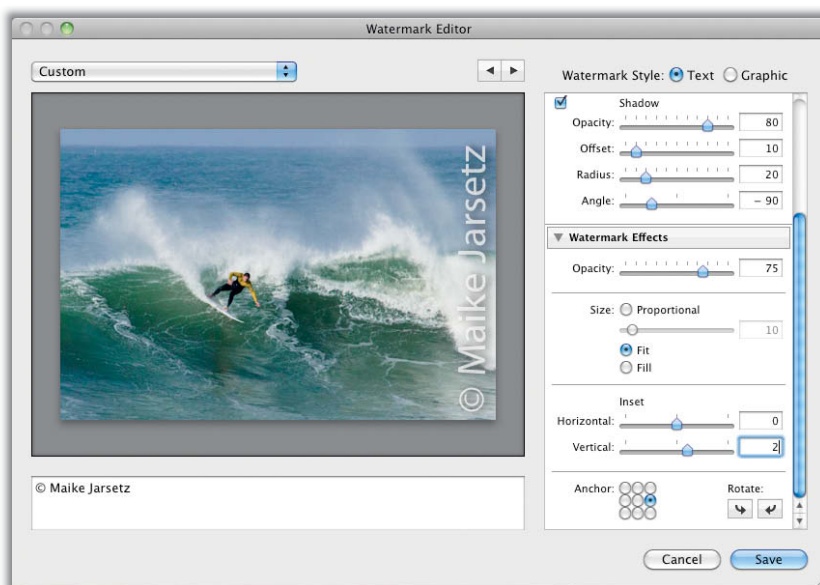 Watermark Editor
Custom
Watermark Style: Text Graphic
Shadow
Opacity: 80
Offset: 10
Radius: 20
Angle: – 90
Watermark Effects
Opacity: 75
Size: Proportional
10
Fit
Fill
Inset
Horizontal: 0
Vertical: 2
Anchor: Rotate:
© Maike Jarsetz
© Maike Jarsetz
Cancel Save